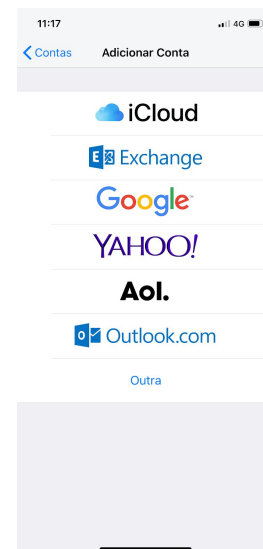 11:17 4G
Contas Adicionar Conta
iCloud
E Exchange
Google
YAHOO!
Aol.
o Outlook.com
Outra